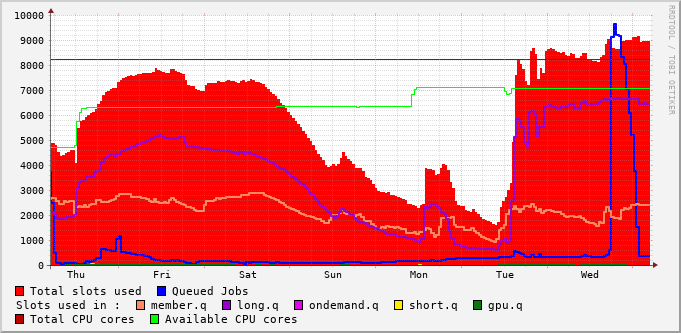 10000
9000
8000
7000
6000
5000
4000
3000
2000
1000
0
Thu Fri Sat Sun Mon Tue Wed
RRDTOOL / TOBI OETIKER
Total slots used Queued Jobs
Slots used in : member.q long.q ondemand.q short.q gpu.q
Total CPU cores Available CPU cores